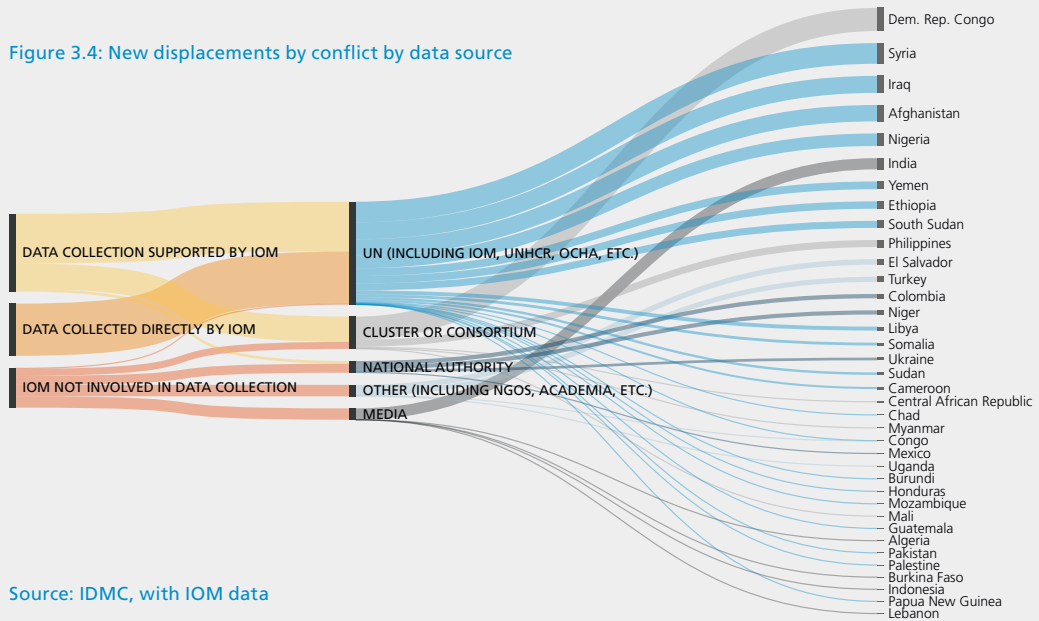 Figure 3.4: New displacements by conflict by data source
DATA COLLECTION SUPPORTED BY IOM
DATA COLLECTED DIRECTLY BY IOM
IOM NOT INVOLVED IN DATA COLLECTION
UN (INCLUDING IOM, UNHCR, OCHA, ETC.)
CLUSTER OR CONSORTIUM
NATIONAL AUTHORITY
OTHER (INCLUDING NGOS, ACADEMIA, ETC.)
MEDIA
Dem. Rep. Congo
Syria
Iraq
Afghanistan
Nigeria
India
Yemen
Ethiopia
South Sudan
Philippines
El Salvador
Turkey
Colombia
Niger
Libya
Somalia
Ukraine
Sudan
Cameroon
Central African Republic
Chad
Myanmar
Congo
Mexico
Uganda
Burundi
Honduras
Mozambique
Mali
Guatemala
Algeria
Pakistan
Palestine
Burkina Faso
Indonesia
Papua New Guinea
Lebanon
Source: IDMC, with IOM data